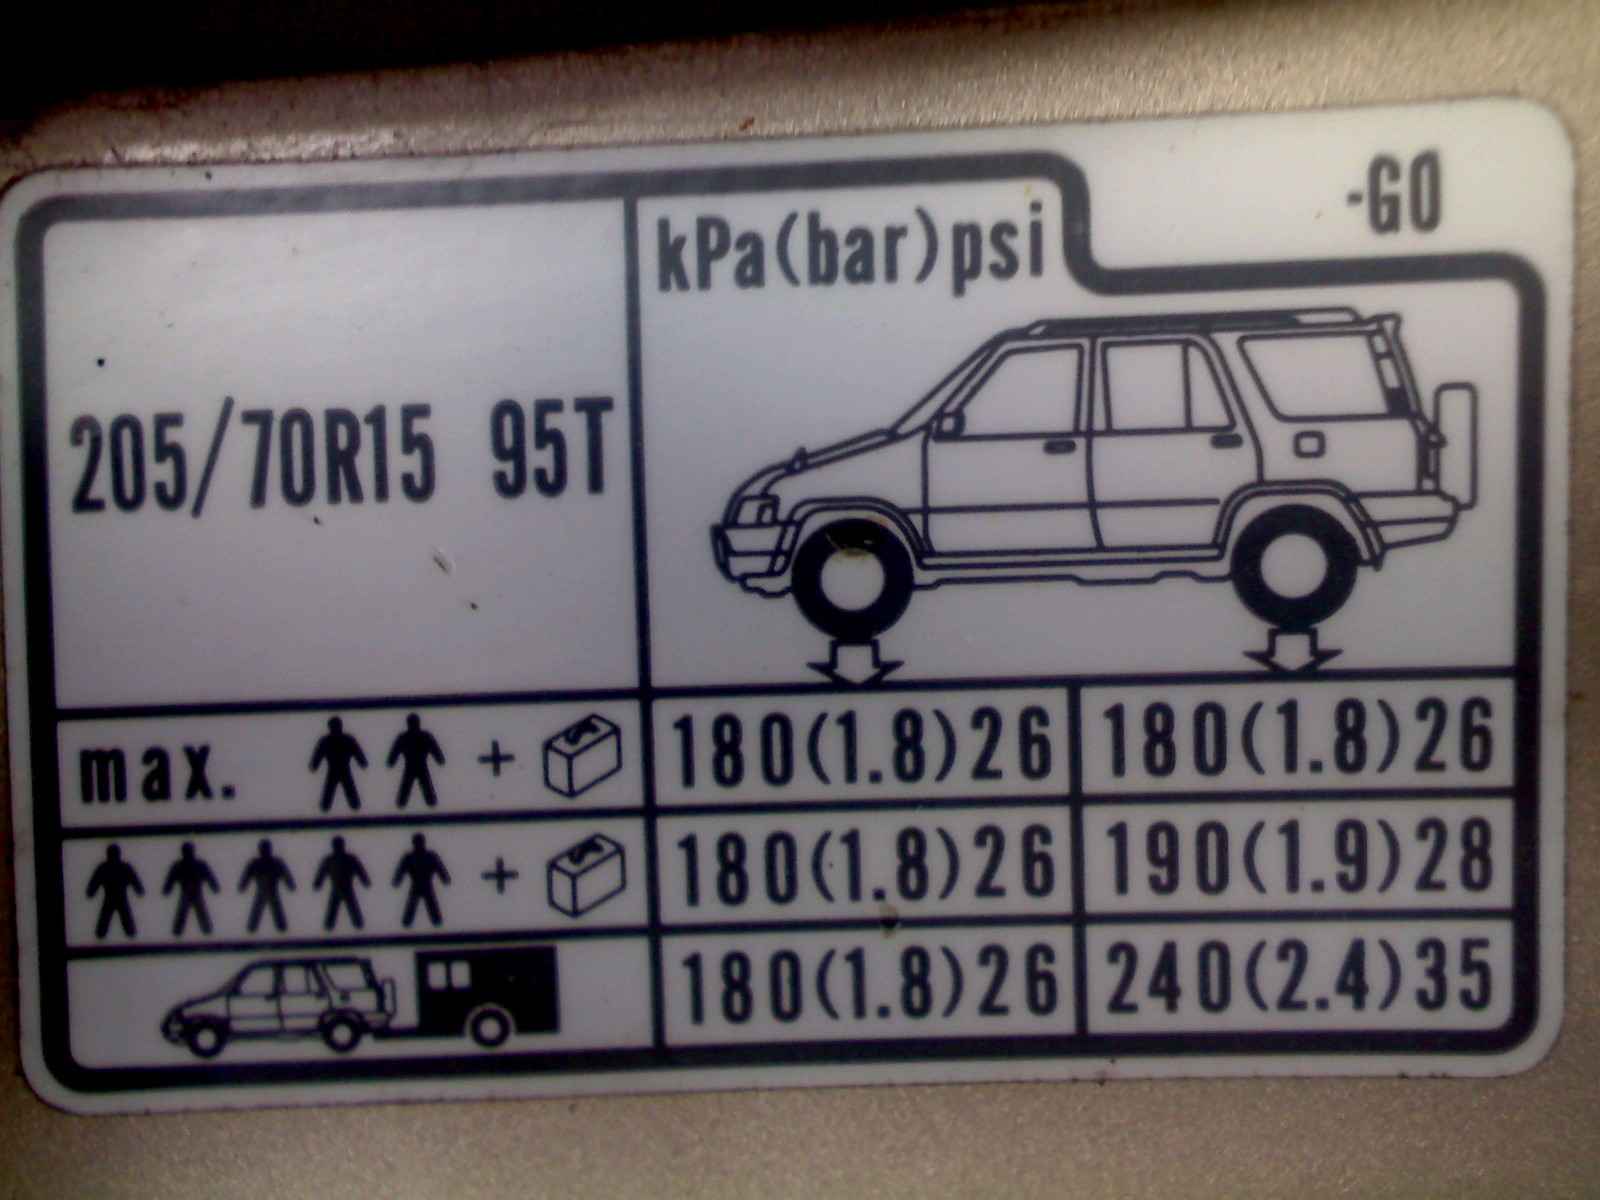 -G0
kPa(bar)psi
205/70R15 95T
max. + 180(1.8)26 180(1.8)26
+ 180(1.8)26 190(1.9)28
180(1.8)26 240(2.4)35